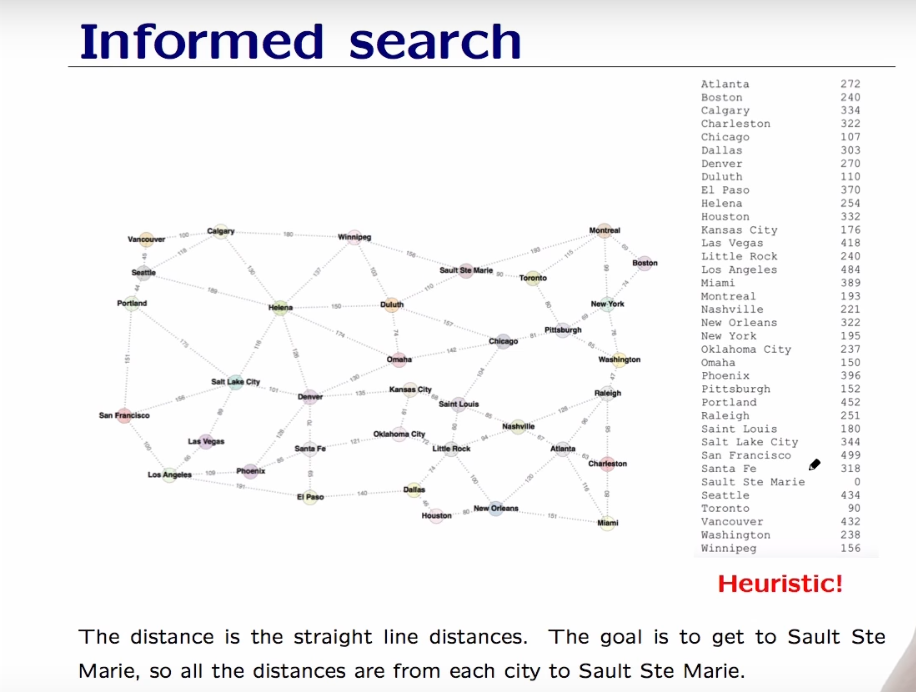 Informed search
Atlanta 272
Boston 240
Calgary 334
Charleston 322
Chicago 107
Dallas 303
Denver 270
Duluth 110
El Paso 370
Helena 254
Houston 332
Kansas City 176
Las Vegas 418
Little Rock 240
Los Angeles 484
Miami 389
Montreal 193
Nashville 221
New Orleans 322
New York 195
Oklahoma City 237
Omaha 150
Phoenix 396
Pittsburgh 152
Portland 452
Raleigh 251
Saint Louis 180
Salt Lake City 344
San Francisco 499
Santa Fe 318
Sault Ste Marie 0
Seattle 434
Toronto 90
Vancouver 432
Washington 238
Winnipeg 156
Vancouver
Calgary
Winnipeg
Montreal
Seattle
Sault Ste Marie
Toronto
Boston
Portland
Helena
Duluth
New York
Pittsburgh
Chicago
Omaha
Washington
Salt Lake City
Denver
Kansas City
Raleigh
Saint Louis
San Francisco
Las Vegas
Oklahoma City
Nashville
Santa Fe
Little Rock
Atlanta
Los Angeles
Phoenix
Charleston
El Paso
Dallas
Houston
New Orleans
Miami
Heuristic!
The distance is the straight line distances. The goal is to get to Sault Ste
Marie, so all the distances are from each city to Sault Ste Marie.